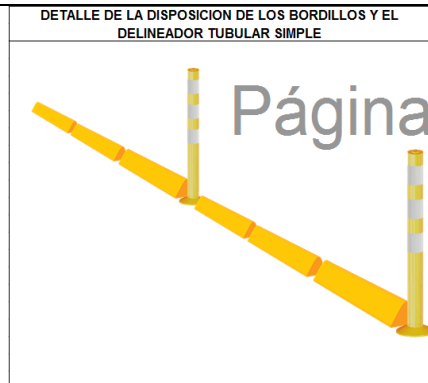 DETALLE DE LA DISPOSICION DE LOS BORDILLOS Y EL
DELINEADOR TUBULAR SIMPLE
Página